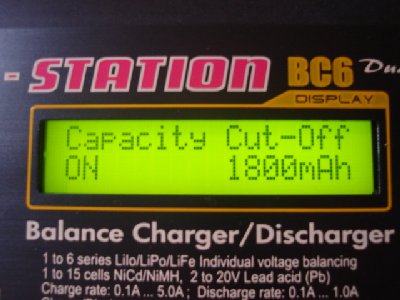 - STATION BC6
DISPLAY
Capacity Cut-Off
ON 1800mAh
Balance Charger/Discharger
1 to 6 series LiIo/LiPo/LiFe Individual voltage balancing
1 to 15 cells NiCd/NiMH, 2 to 20V Lead acid (Pb)
Charge rate: 0.1A ... 5.0A ; Discharge rate: 0.1A ... 1.0A